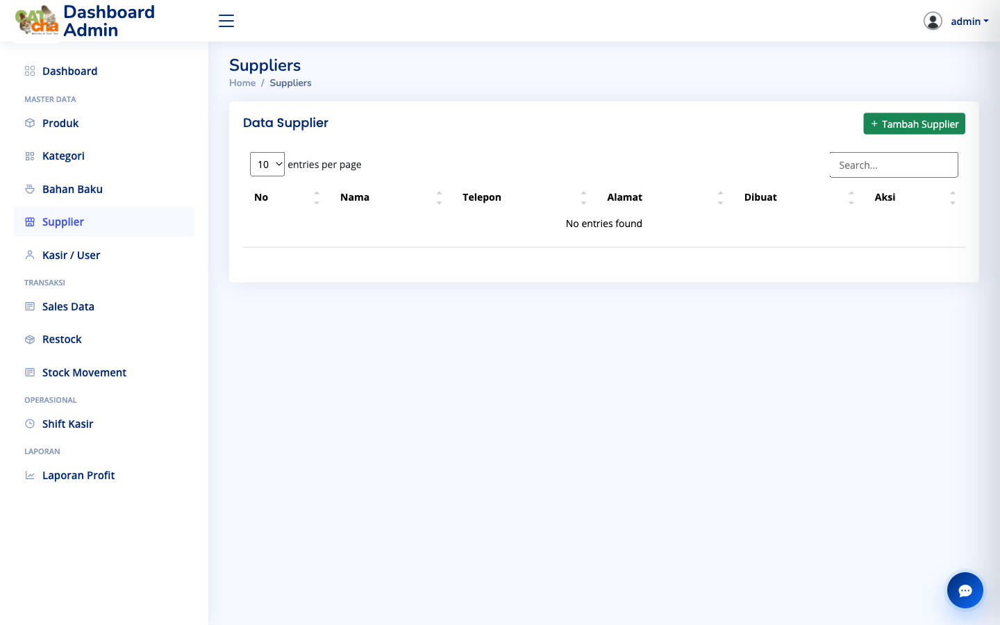 CATcha
Dashboard
Admin
admin
Dashboard
MASTER DATA
Produk
Kategori
Bahan Baku
Supplier
Kasir / User
TRANSAKSI
Sales Data
Restock
Stock Movement
OPERASIONAL
Shift Kasir
LAPORAN
Laporan Profit
Suppliers
Home / Suppliers
Data Supplier
+ Tambah Supplier
10 entries per page
Search...
No Nama Telepon Alamat Dibuat Aksi
No entries found